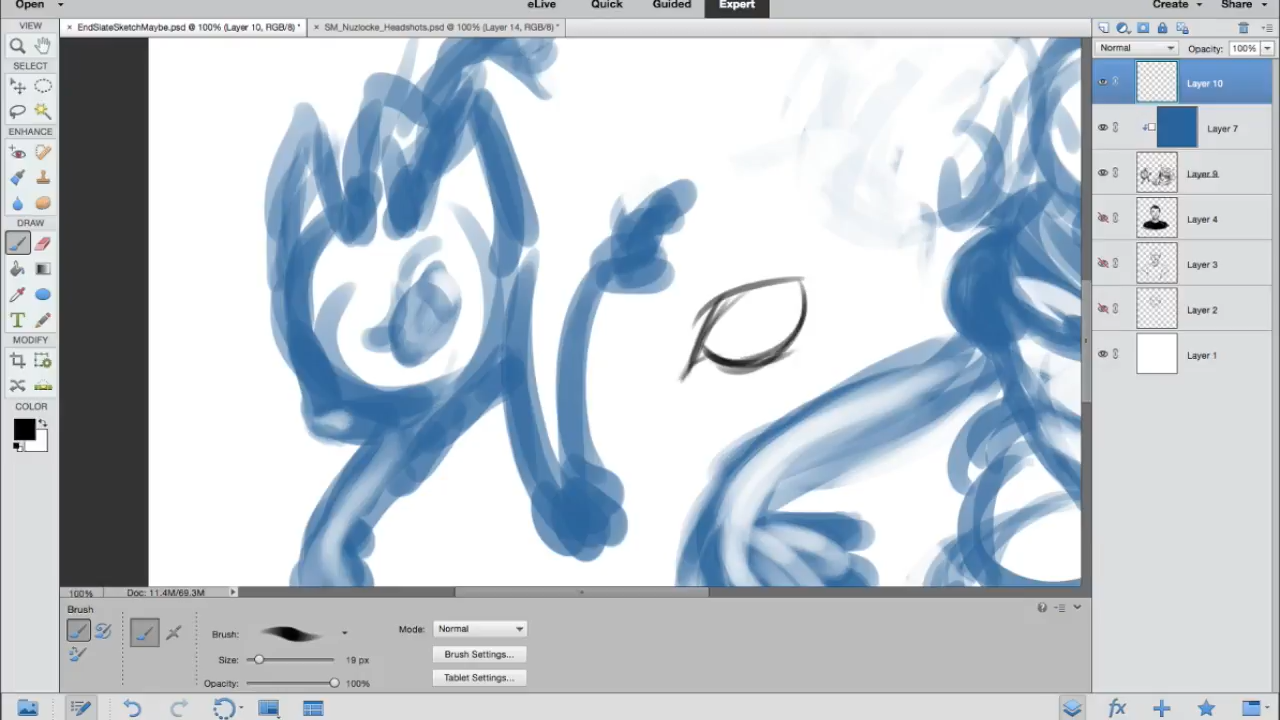 Open
eLive
Quick
Guided
Expert
Create
Share
VIEW
EndSlateSketchMaybe.psd @ 100% (Layer 10, RGB/8) *
SM_Nuzlocke_Headshots.psd @ 100% (Layer 14, RGB/8) *
Normal
Opacity: 100%
SELECT
ENHANCE
DRAW
MODIFY
COLOR
Layer 10
Layer 7
Layer 9
Layer 4
Layer 3
Layer 2
Layer 1
100%
Doc: 11.4M/69.3M
Brush
Brush:
Size:
19 px
Opacity:
100%
Mode:
Normal
Brush Settings...
Tablet Settings...
fx